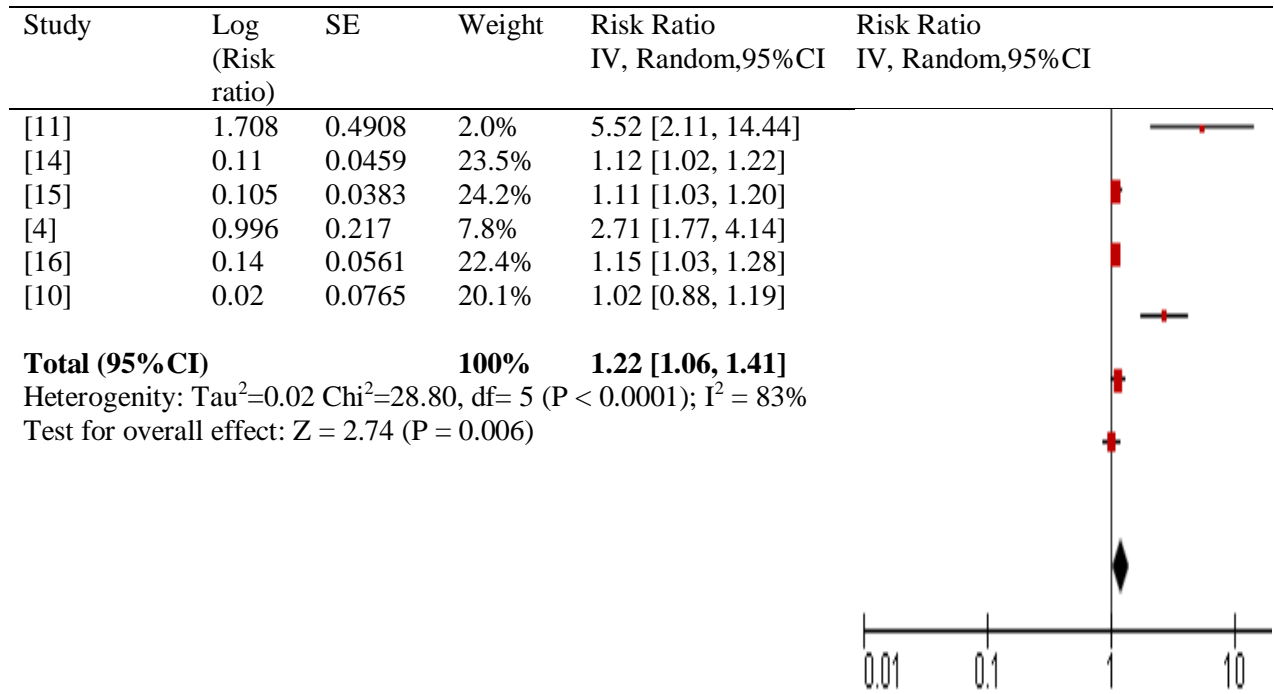 Study Log SE Weight Risk Ratio Risk Ratio
(Risk IV, Random,95%CI IV, Random,95%CI
ratio)
[11] 1.708 0.4908 2.0% 5.52 [2.11, 14.44]
[14] 0.11 0.0459 23.5% 1.12 [1.02, 1.22]
[15] 0.105 0.0383 24.2% 1.11 [1.03, 1.20]
[4] 0.996 0.217 7.8% 2.71 [1.77, 4.14]
[16] 0.14 0.0561 22.4% 1.15 [1.03, 1.28]
[10] 0.02 0.0765 20.1% 1.02 [0.88, 1.19]
Total (95%CI) 100% 1.22 [1.06, 1.41]
Heterogenity: Tau²=0.02 Chi²=28.80, df= 5 (P < 0.0001); I² = 83%
Test for overall effect: Z = 2.74 (P = 0.006)
0.01 0.1 1 10